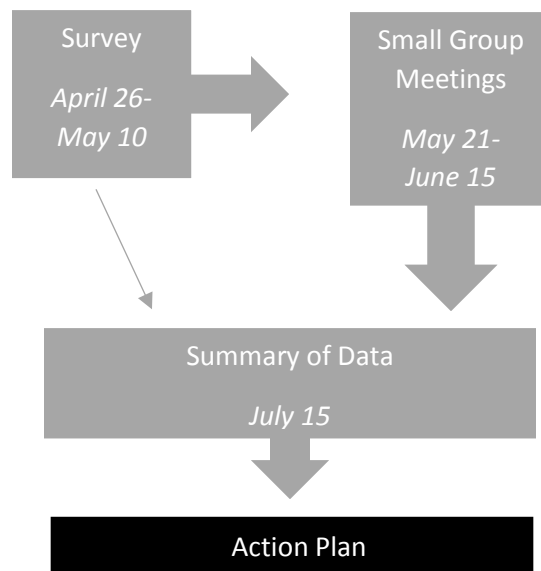 Survey
April 26-
May 10
Small Group
Meetings
May 21-
June 15
Summary of Data
July 15
Action Plan